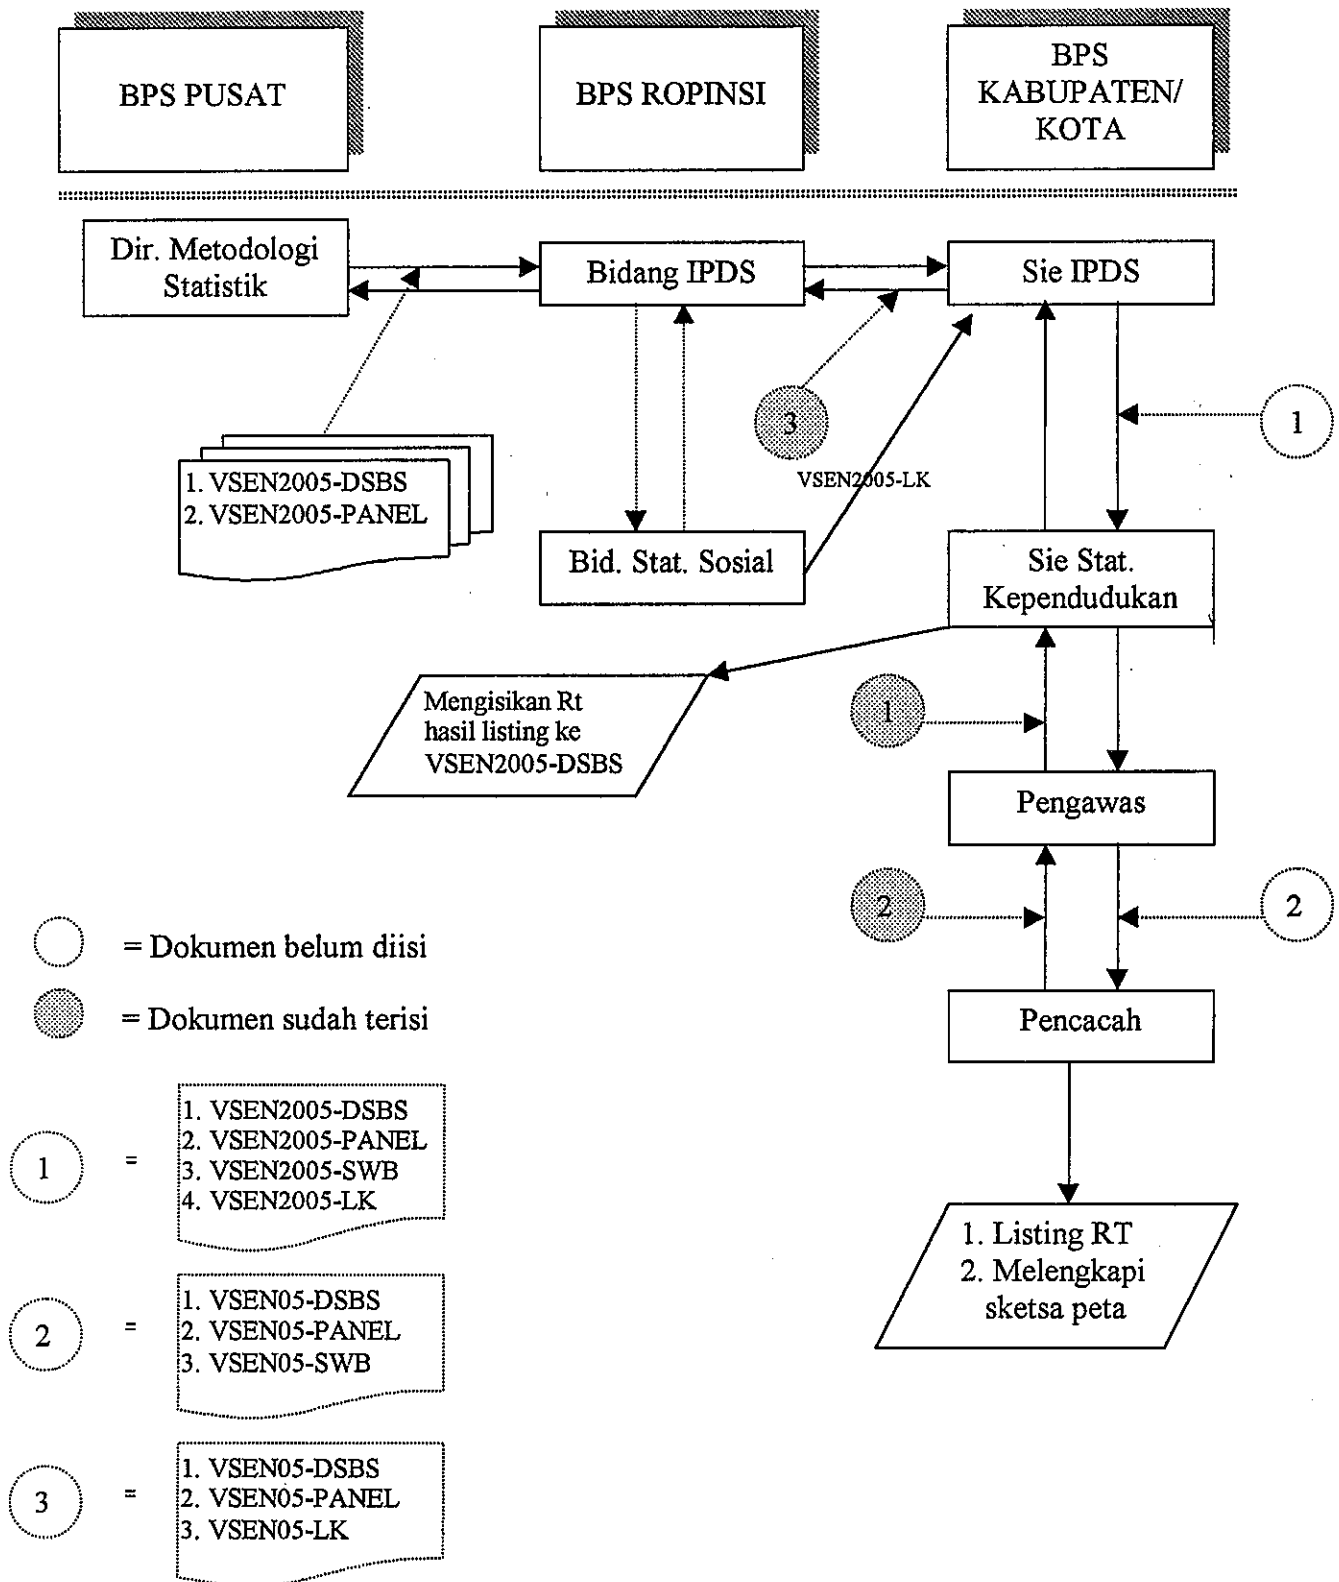 BPS PUSAT
BPS ROPINSI
BPS
KABUPATEN/
KOTA
Dir. Metodologi
Statistik
Bidang IPDS
Sie IPDS
3
1
VSEN2005-LK
1. VSEN2005-DSBS
2. VSEN2005-PANEL
Bid. Stat. Sosial
Sie Stat.
Kependudukan
Mengisikan Rt
hasil listing ke
VSEN2005-DSBS
1
Pengawas
2
2
= Dokumen belum diisi
= Dokumen sudah terisi
Pencacah
1
=
1. VSEN2005-DSBS
2. VSEN2005-PANEL
3. VSEN2005-SWB
4. VSEN2005-LK
1. Listing RT
2. Melengkapi
sketsa peta
2
=
1. VSEN05-DSBS
2. VSEN05-PANEL
3. VSEN05-SWB
3
=
1. VSEN05-DSBS
2. VSEN05-PANEL
3. VSEN05-LK